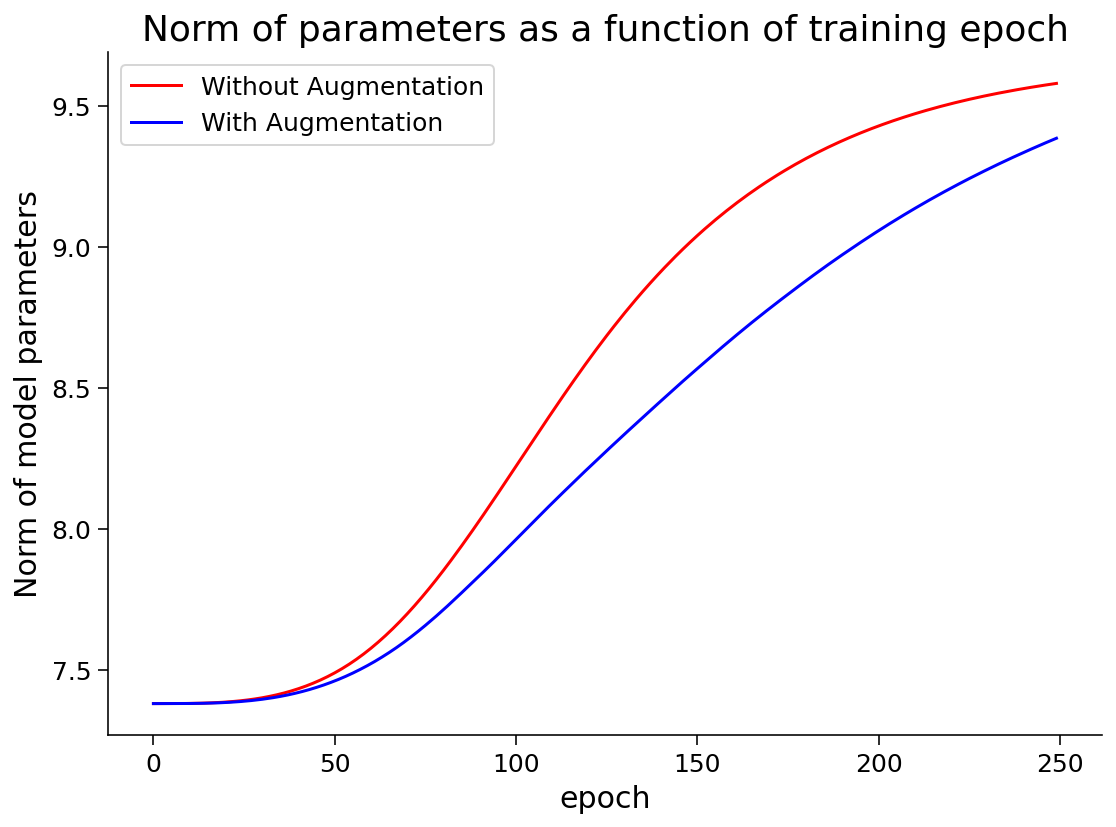 Norm of parameters as a function of training epoch
Without Augmentation
With Augmentation
Norm of model parameters
9.5
9.0
8.5
8.0
7.5
0 50 100 150 200 250
epoch